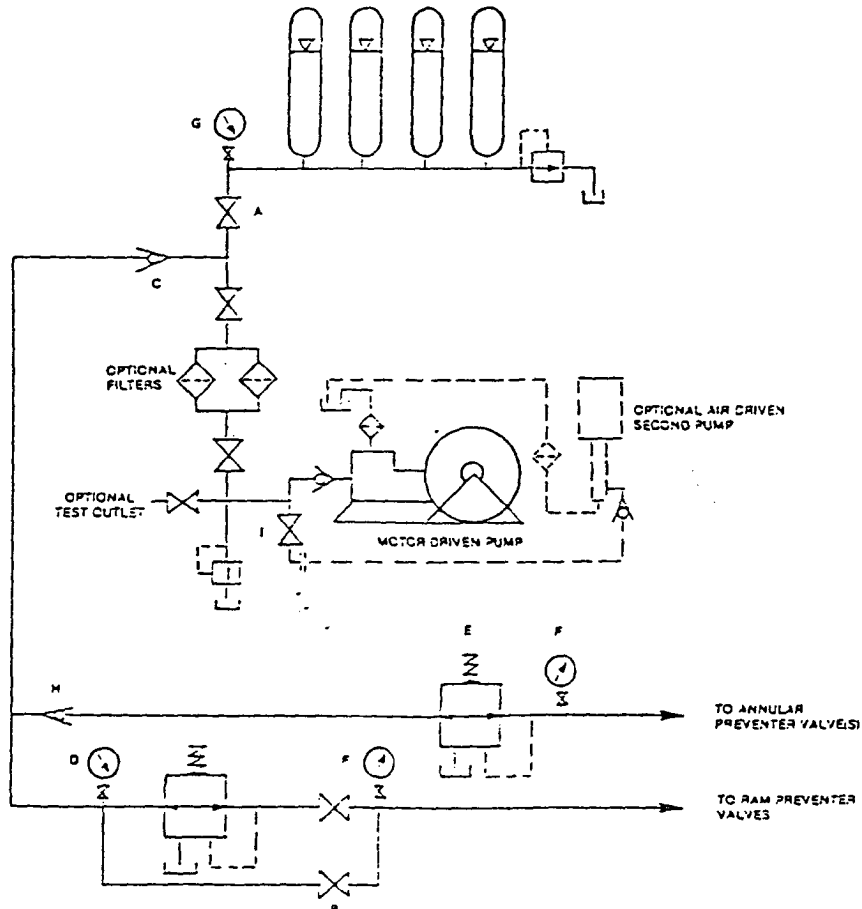 G
A
C
OPTIONAL
FILTERS
OPTIONAL AIR DRIVEN
SECOND PUMP
OPTIONAL
TEST OUTLET
I
MOTOR DRIVEN PUMP
E
F
H
TO ANNULAR
PREVENTER VALVE(S)
D
F
TO RAM PREVENTER
VALVES
B